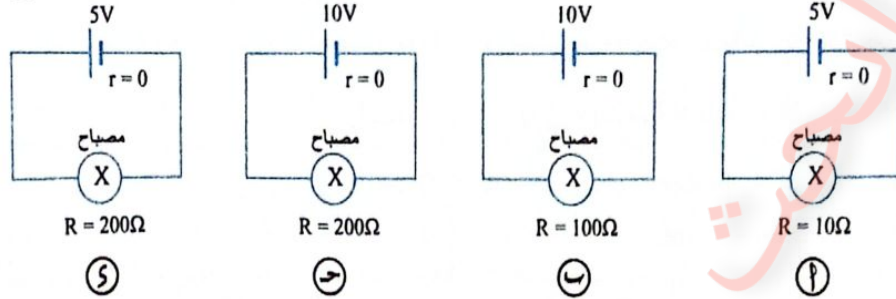 5V 10V 10V 5V
r = 0 r = 0 r = 0 r = 0
مصباح مصباح مصباح مصباح
X X X X
R = 200Ω R = 200Ω R = 100Ω R = 10Ω
د ج ب أ